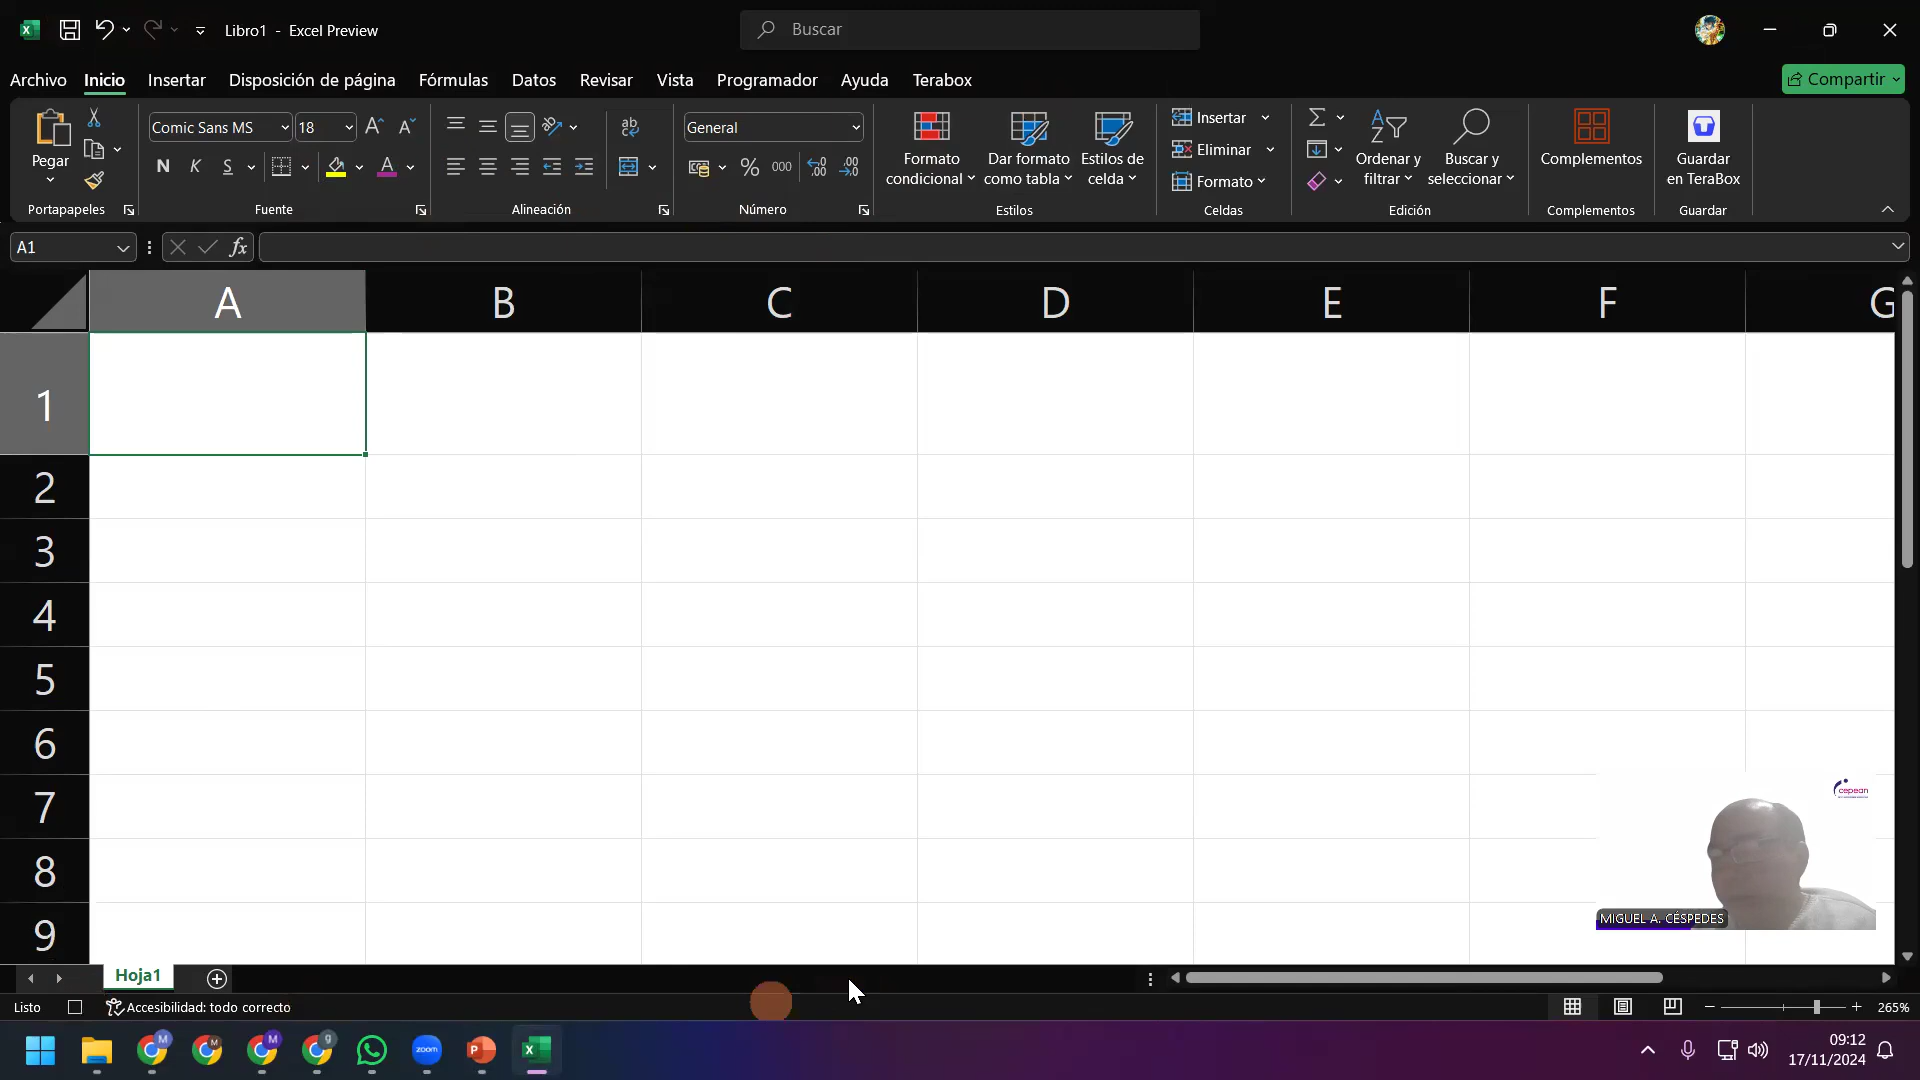 Libro1 - Excel Preview
Buscar
Archivo Inicio Insertar Disposición de página Fórmulas Datos Revisar Vista Programador Ayuda Terabox
Compartir
Pegar
Portapapeles
Comic Sans MS 18
N K S
Fuente
Alineación
General
% 000
Número
Formato condicional
Dar formato como tabla
Estilos de celda
Estilos
Insertar
Eliminar
Formato
Celdas
Ordenar y filtrar
Buscar y seleccionar
Edición
Complementos
Complementos
Guardar en TeraBox
Guardar
A1
fx
A B C D E F G
1
2
3
4
5
6
7
8
9
cepean
MIGUEL A. CÉSPEDES
Hoja1
Listo
Accesibilidad: todo correcto
265%
zoom
09:12
17/11/2024